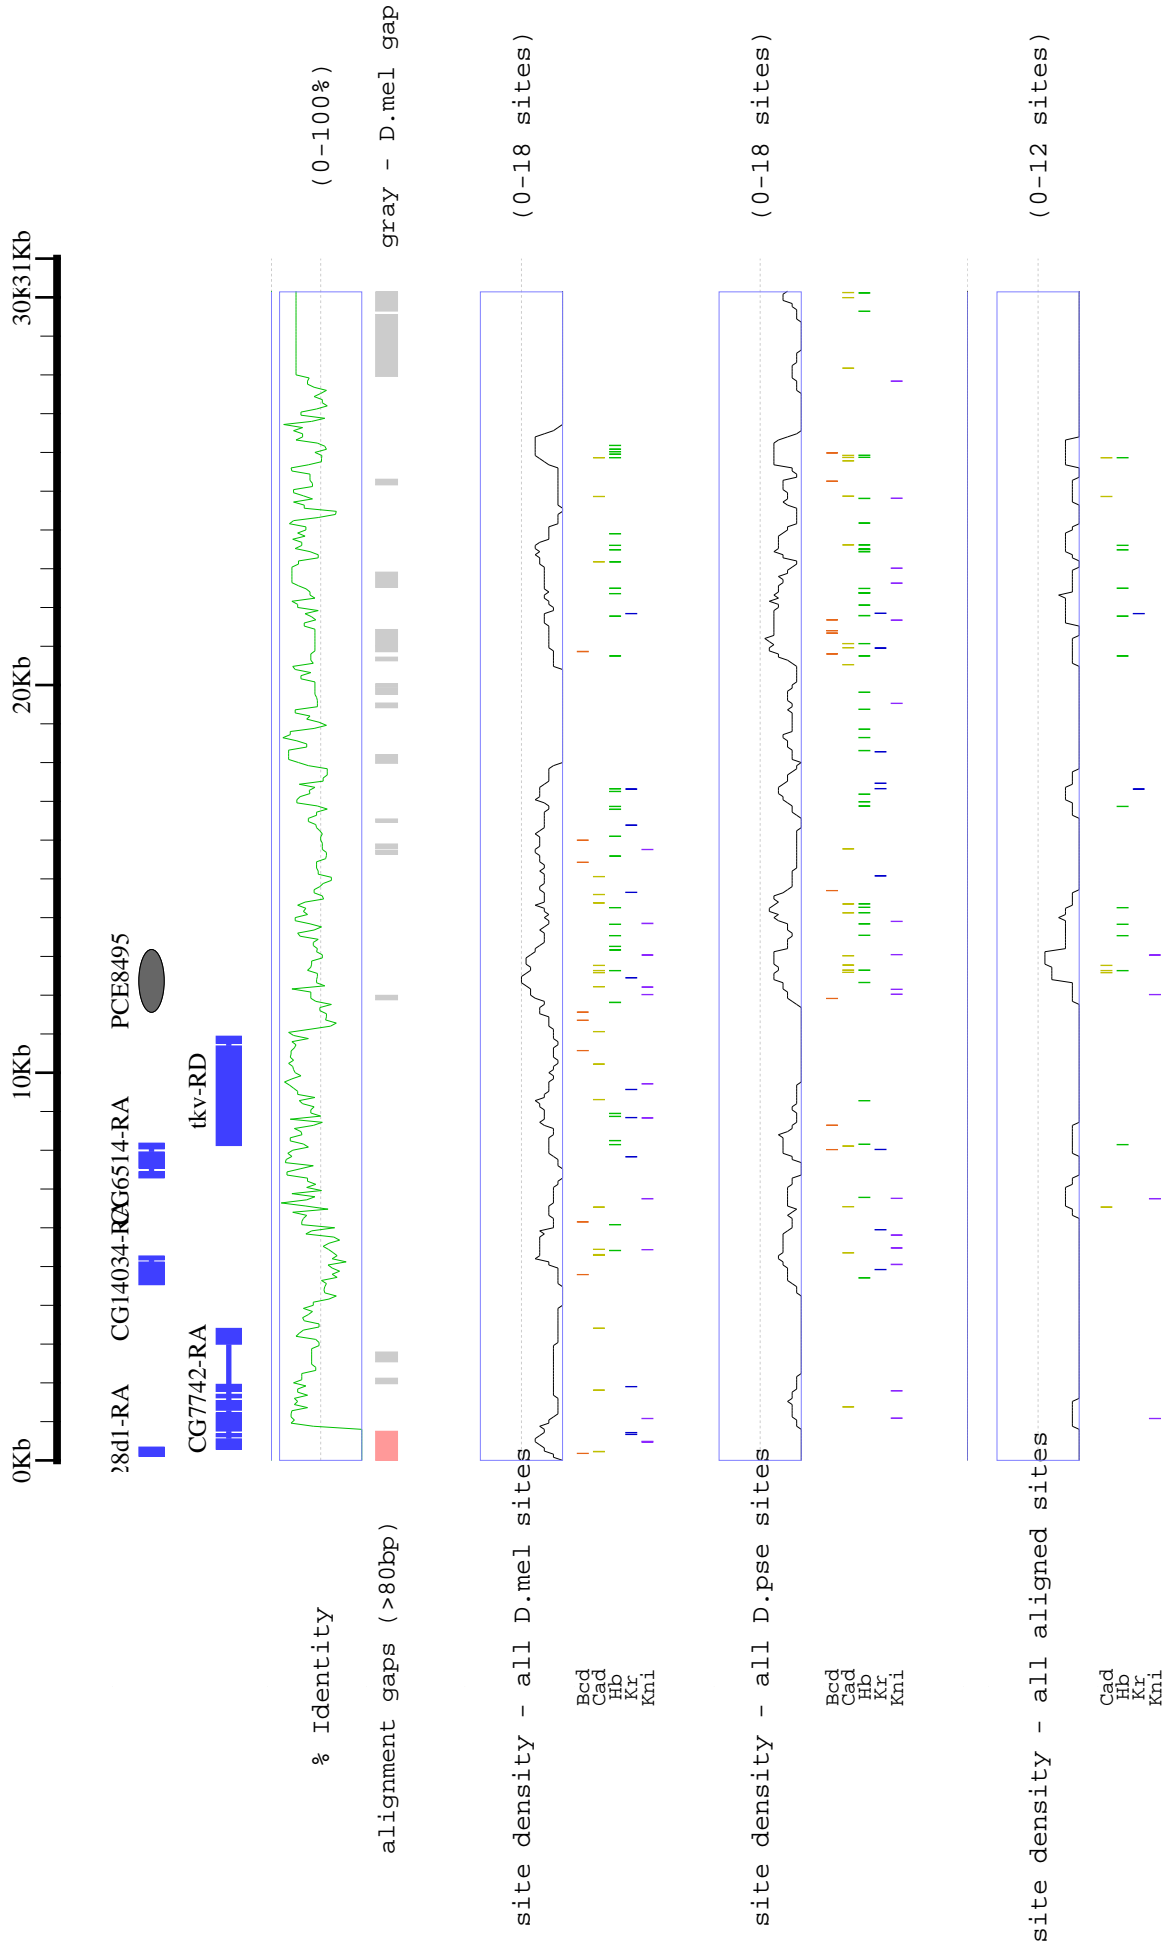 0Kb 10Kb 20Kb 30K31Kb
28d1-RA CG14034-RA CG6514-RA PCE8495
CG7742-RA tkv-RD
% Identity (0-100%)
alignment gaps (>80bp) gray - D.mel gap
site density - all D.mel sites (0-18 sites)
Bcd
Cad
Hb
Kr
Kni
site density - all D.pse sites (0-18 sites)
Bcd
Cad
Hb
Kr
Kni
site density - all aligned sites (0-12 sites)
Cad
Hb
Kr
Kni